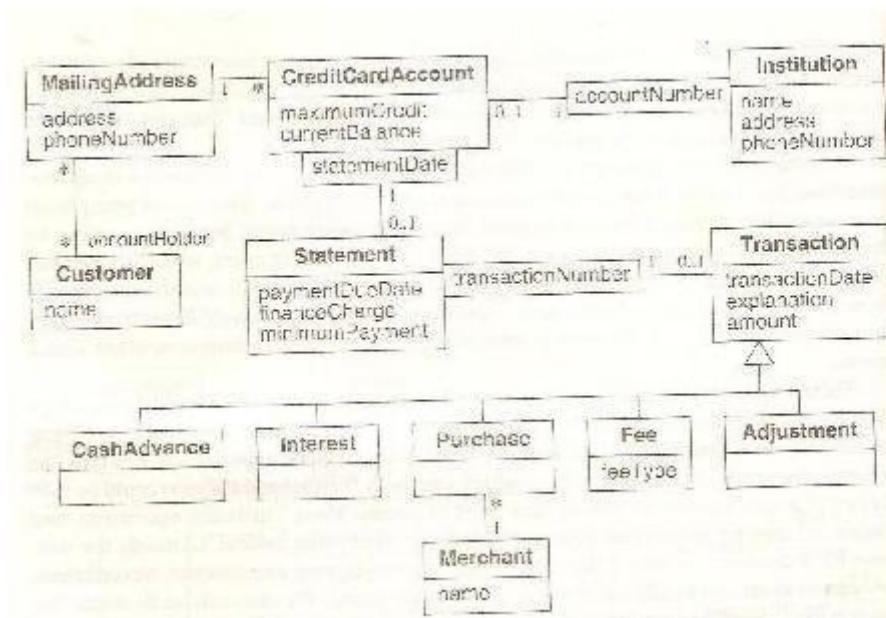 MailingAddress
address
phoneNumber
1
*
CreditCardAccount
maximumCredit
currentBalance
statementDate
0..1
accountNumber
Institution
name
address
phoneNumber
*
* accountHolder
Customer
name
1
0..1
Statement
paymentDueDate
financeCharge
minimumPayment
transactionNumber
0..1
Transaction
transactionDate
explanation
amount
CashAdvance
Interest
Purchase
Fee
feeType
Adjustment
*
1
Merchant
name